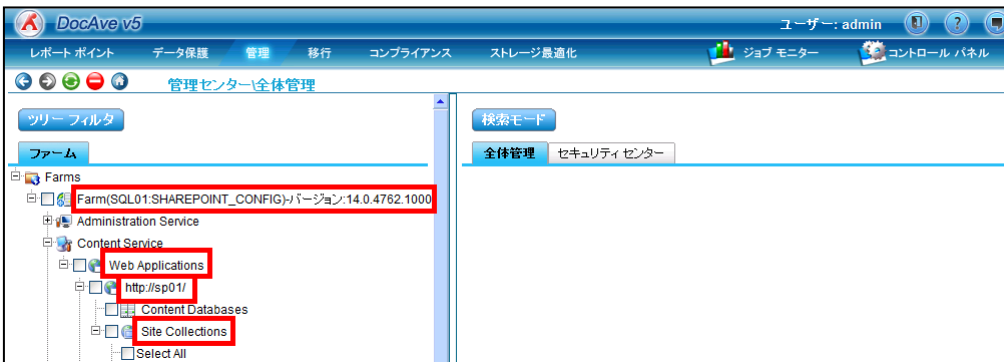 DocAve v5
ユーザー: admin
レポート ポイント データ保護 管理 移行 コンプライアンス ストレージ最適化 ジョブ モニター コントロール パネル
管理センター\全体管理
ツリー フィルタ
ファーム
Farms
Farm(SQL01:SHAREPOINT_CONFIG)-バージョン:14.0.4762.1000
Administration Service
Content Service
Web Applications
http://sp01/
Content Databases
Site Collections
Select All
検索モード
全体管理 セキュリティ センター